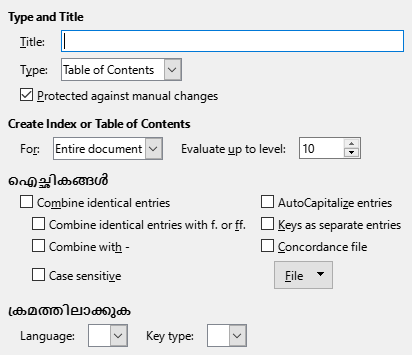 Type and Title
Title:
Type: Table of Contents
Protected against manual changes
Create Index or Table of Contents
For: Entire document Evaluate up to level: 10
ഐച്ഛികങ്ങൾ
Combine identical entries AutoCapitalize entries
Combine identical entries with f. or ff. Keys as separate entries
Combine with - Concordance file
Case sensitive File
ക്രമത്തിലാക്കുക
Language: Key type: